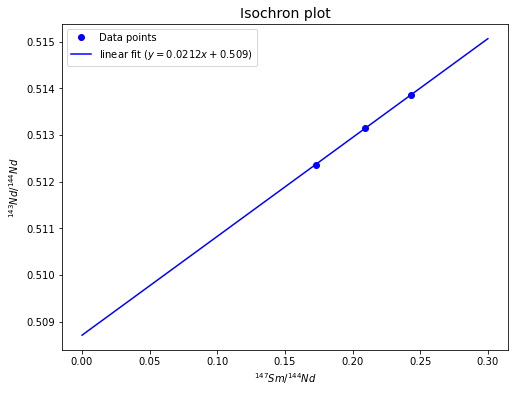 Isochron plot
Data points
linear fit (y = 0.0212x + 0.509)
0.515
0.514
0.513
0.512
0.511
0.510
0.509
¹⁴³Nd/¹⁴⁴Nd
0.00 0.05 0.10 0.15 0.20 0.25 0.30
¹⁴⁷Sm/¹⁴⁴Nd